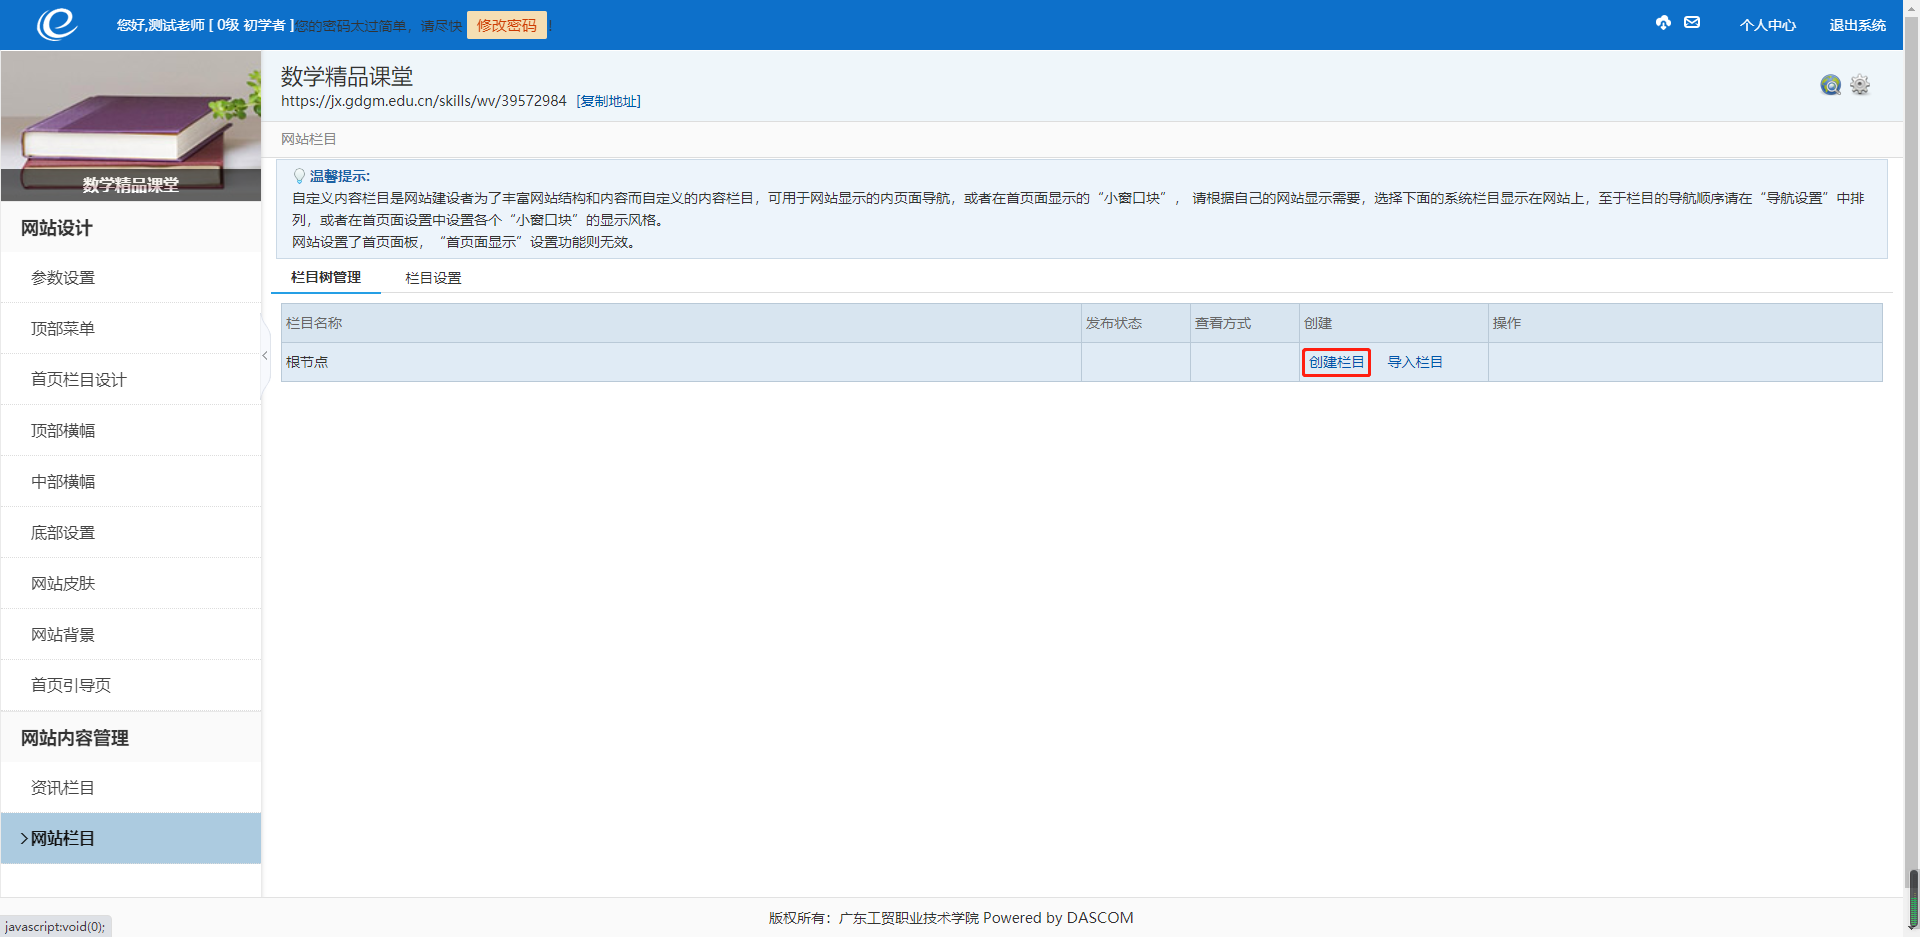 您好,测试老师 [ 0级 初学者 ]您的密码太过简单，请尽快 修改密码 !
个人中心
退出系统
数学精品课堂
网站设计
参数设置
顶部菜单
首页栏目设计
顶部横幅
中部横幅
底部设置
网站皮肤
网站背景
首页引导页
网站内容管理
资讯栏目
网站栏目
数学精品课堂
https://jx.gdgm.edu.cn/skills/wv/39572984 [复制地址]
网站栏目
温馨提示:
自定义内容栏目是网站建设者为了丰富网站结构和内容而自定义的内容栏目，可用于网站显示的内页面导航，或者在首页面显示的“小窗口块”， 请根据自己的网站显示需要，选择下面的系统栏目显示在网站上，至于栏目的导航顺序请在“导航设置”中排
列，或者在首页面设置中设置各个“小窗口块”的显示风格。
网站设置了首页面板，“首页面显示”设置功能则无效。
栏目树管理 栏目设置
栏目名称 发布状态 查看方式 创建 操作
根节点 创建栏目 导入栏目
版权所有：广东工贸职业技术学院 Powered by DASCOM
javascript:void(0);